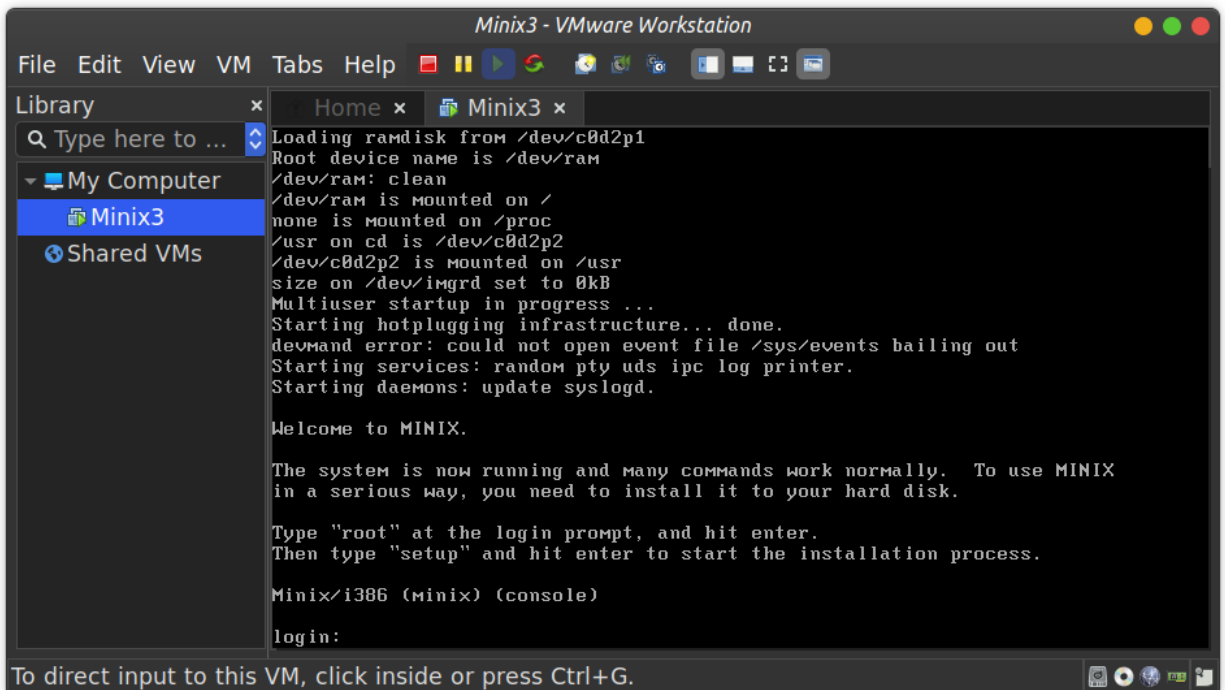 Minix3 - VMware Workstation
File Edit View VM Tabs Help
Library ×
Home × Minix3 ×
Type here to ...
My Computer
Minix3
Shared VMs
Loading ramdisk from /dev/c0d2p1
Root device name is /dev/ram
/dev/ram: clean
/dev/ram is mounted on /
none is mounted on /proc
/usr on cd is /dev/c0d2p2
/dev/c0d2p2 is mounted on /usr
size on /dev/imgrd set to 0kB
Multiuser startup in progress ...
Starting hotplugging infrastructure... done.
devmand error: could not open event file /sys/events bailing out
Starting services: random pty uds ipc log printer.
Starting daemons: update syslogd.
Welcome to MINIX.
The system is now running and many commands work normally.  To use MINIX
in a serious way, you need to install it to your hard disk.
Type "root" at the login prompt, and hit enter.
Then type "setup" and hit enter to start the installation process.
Minix/i386 (minix) (console)
login:
To direct input to this VM, click inside or press Ctrl+G.